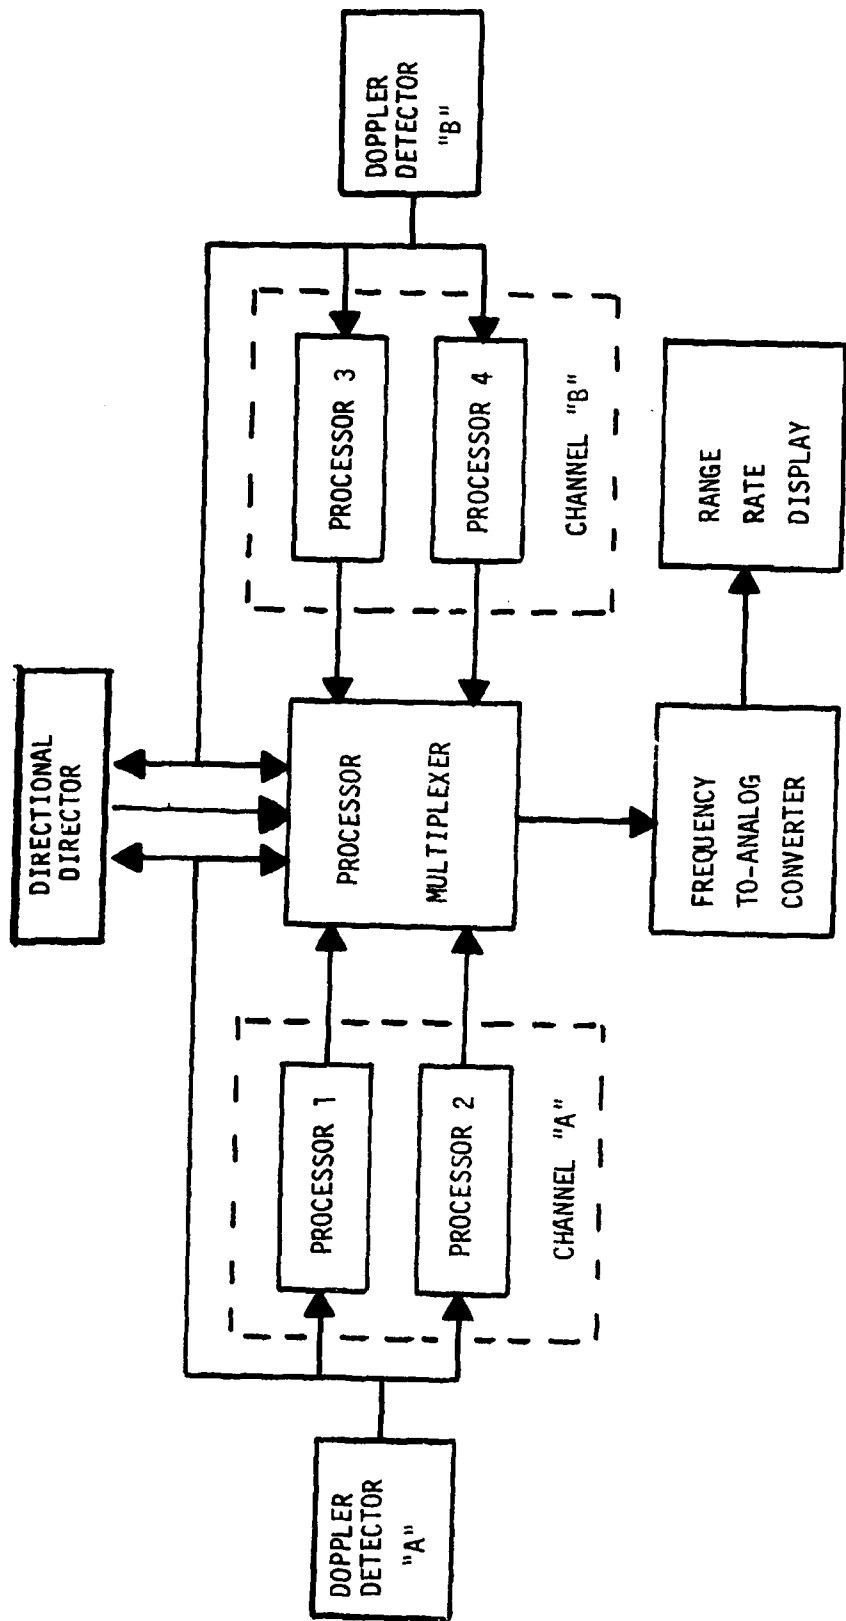 DIRECTIONAL
DIRECTOR
DOPPLER
DETECTOR
"A"
PROCESSOR 1
PROCESSOR 2
CHANNEL "A"
PROCESSOR
MULTIPLEXER
PROCESSOR 3
PROCESSOR 4
CHANNEL "B"
DOPPLER
DETECTOR
"B"
FREQUENCY
TO-ANALOG
CONVERTER
RANGE
RATE
DISPLAY